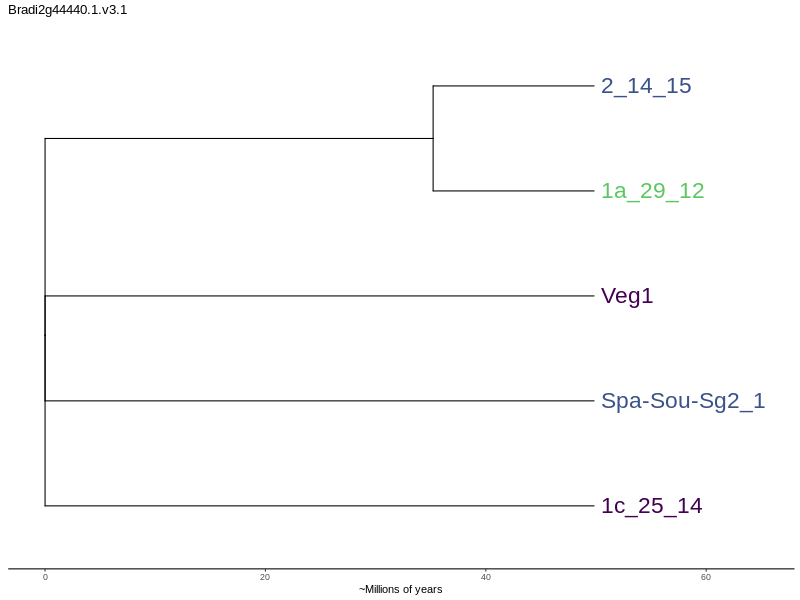 Bradi2g44440.1.v3.1
2_14_15
1a_29_12
Veg1
Spa-Sou-Sg2_1
1c_25_14
0 20 40 60
~Millions of years